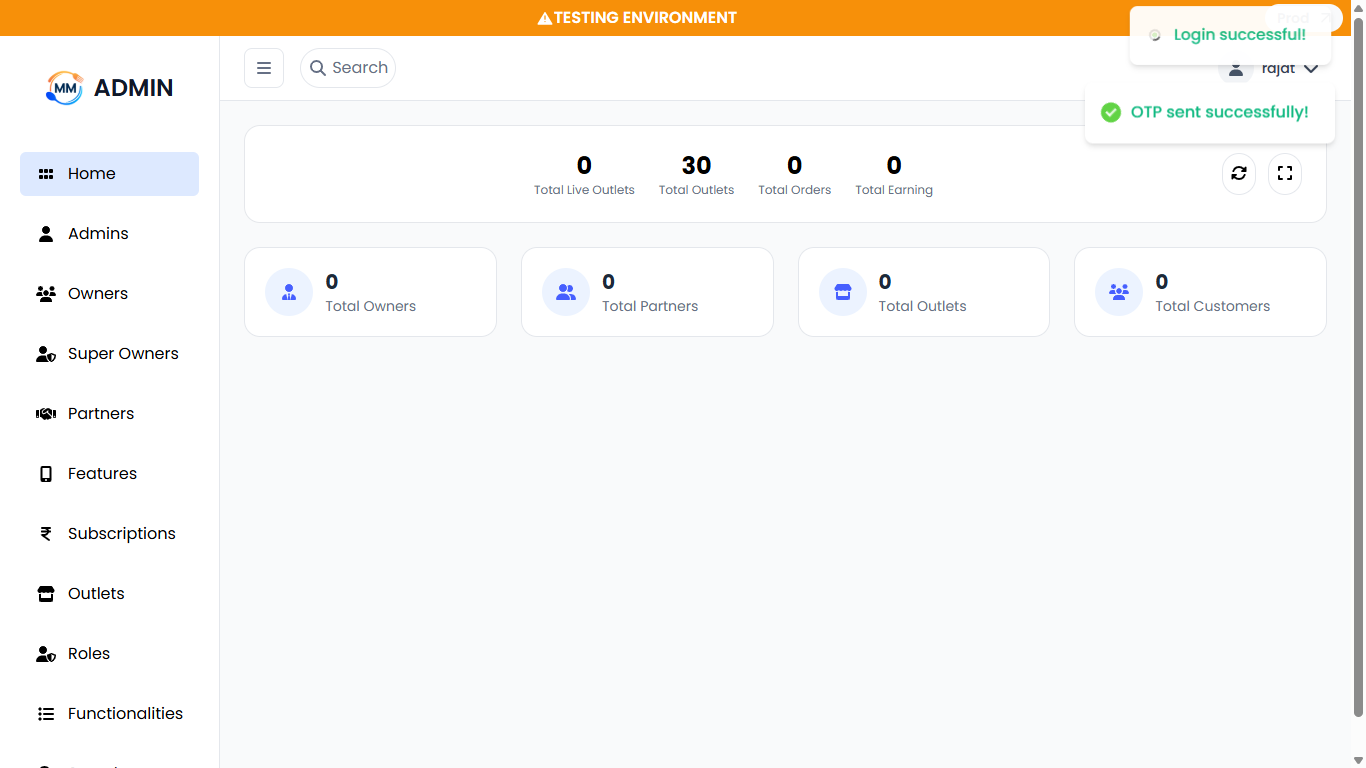 TESTING ENVIRONMENT
Prod
Login successful!
MM ADMIN
Search
rajat
OTP sent successfully!
0
Total Live Outlets
30
Total Outlets
0
Total Orders
0
Total Earning
0
Total Owners
0
Total Partners
0
Total Outlets
0
Total Customers
Home
Admins
Owners
Super Owners
Partners
Features
Subscriptions
Outlets
Roles
Functionalities